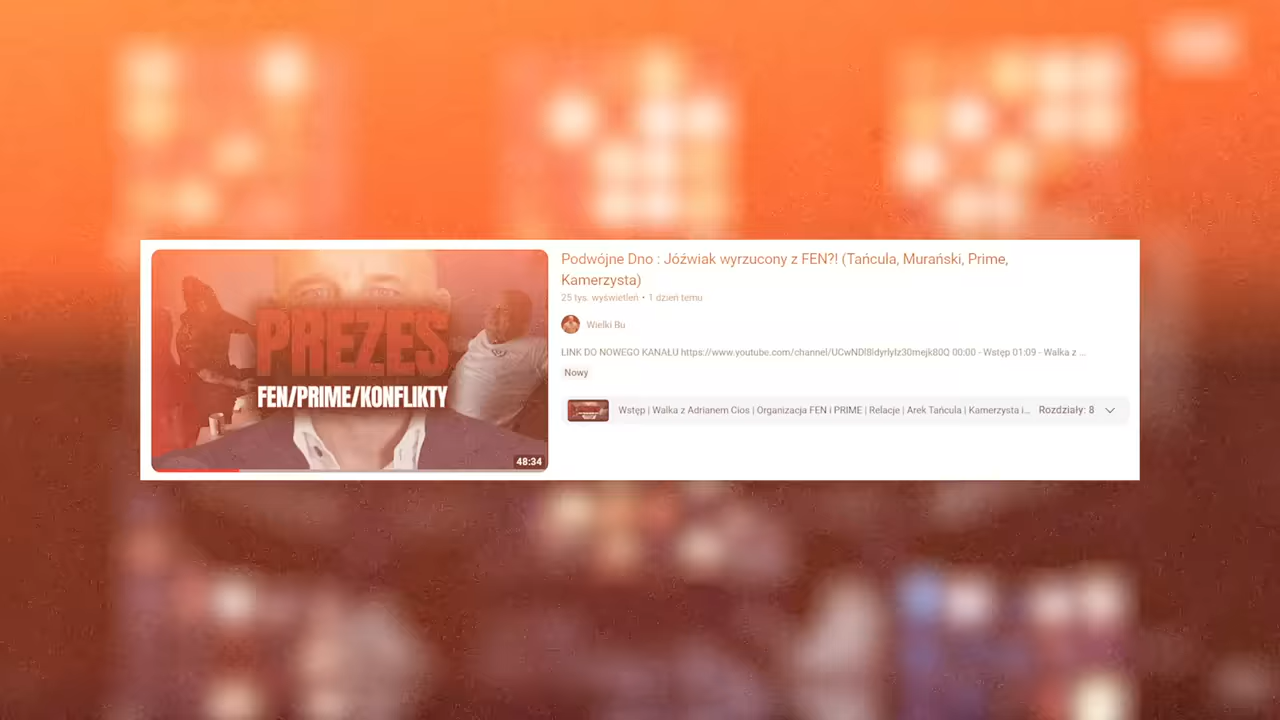 PREZES
FEN/PRIME/KONFLIKTY
48:34
Podwójne Dno : Jóźwiak wyrzucony z FEN?! (Tańcula, Murański, Prime,
Kamerzysta)
25 tys. wyświetleń • 1 dzień temu
Wielki Bu
LINK DO NOWEGO KANAŁU https://www.youtube.com/channel/UCwNDl8ldyrlylz30mejk80Q 00:00 - Wstęp 01:09 - Walka z ...
Nowy
Wstęp | Walka z Adrianem Cios | Organizacja FEN i PRIME | Relacje | Arek Tańcula | Kamerzysta i... Rozdziały: 8